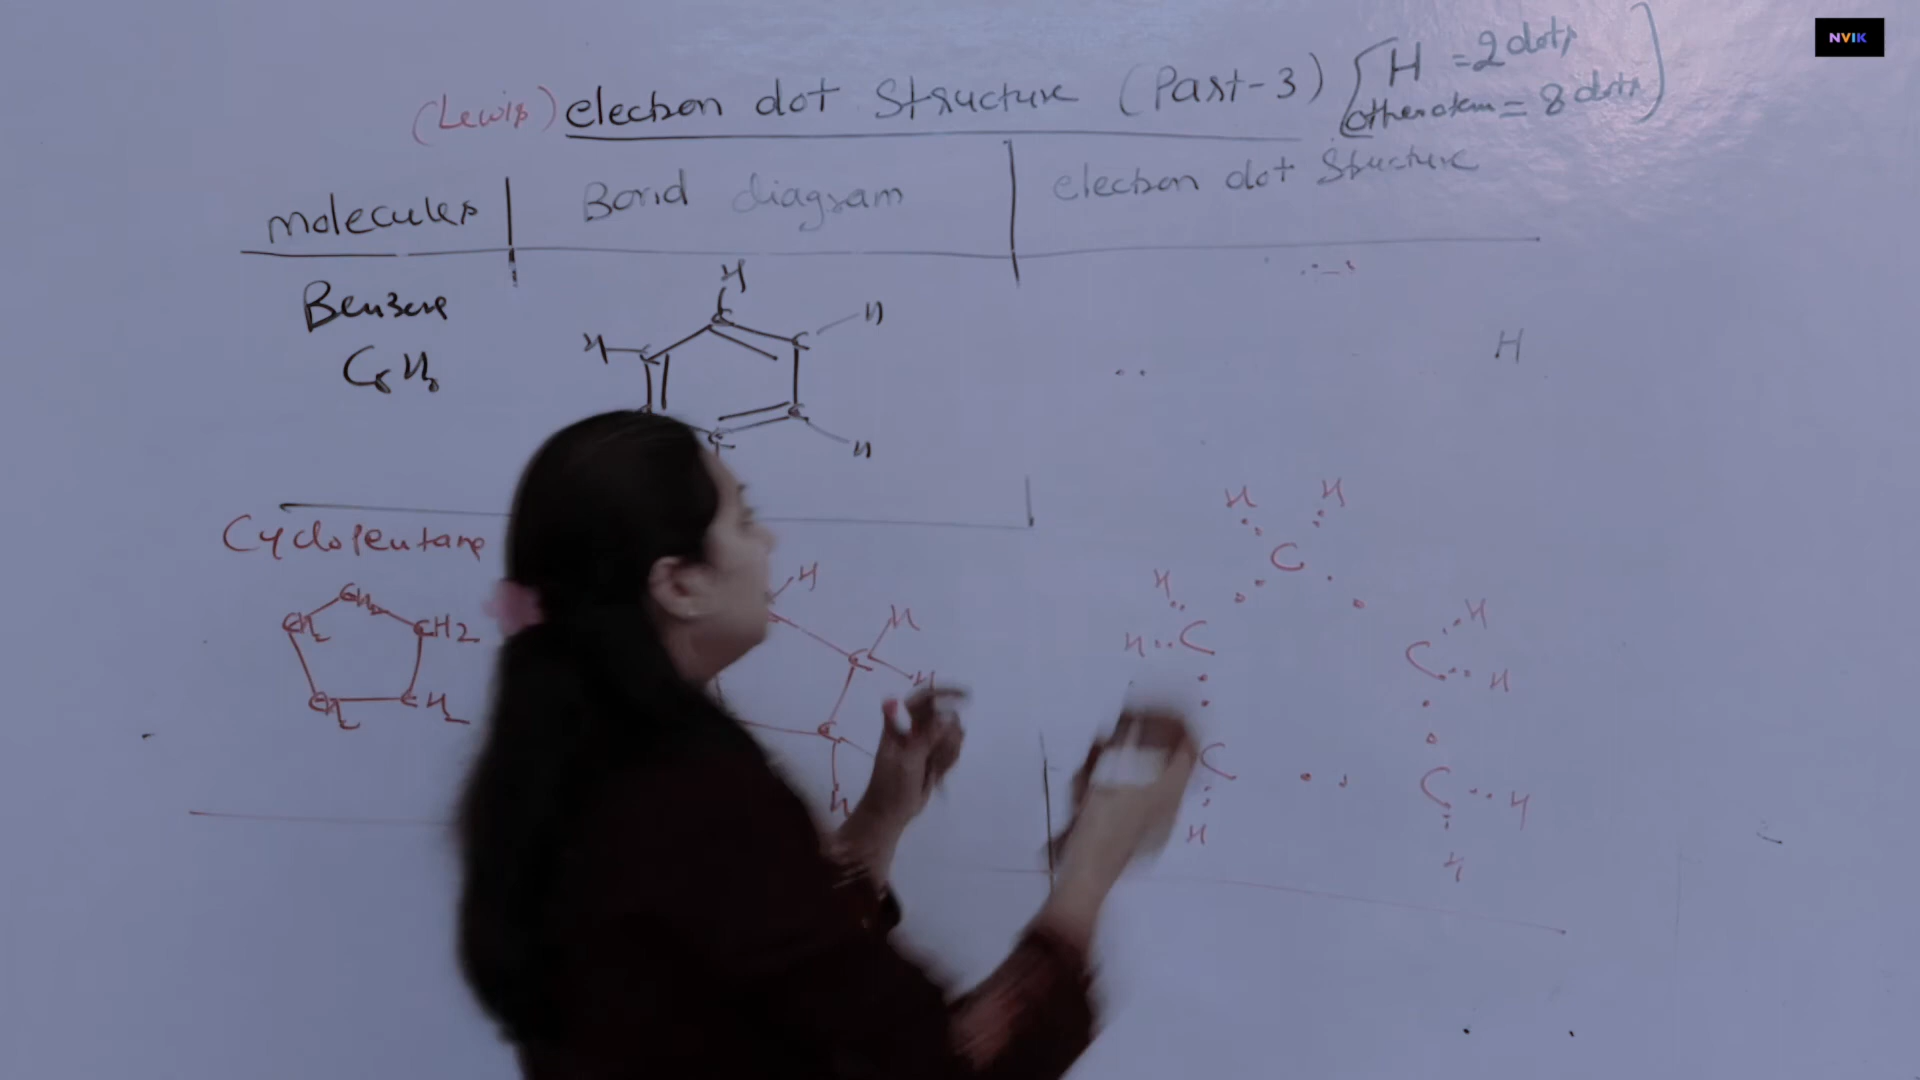 NVIK
(Lewis) electron dot structure (Part-3) [H = 2 dots
other atom = 8 dots]
molecules | Bond diagram | electron dot structure
Benzene
C6H6
H
C
H
C
H
C
C
C
H
H
Cyclopentane
CH2
CH2
CH2
CH2
CH2
H
H
C
H
C
H
H H
C
H
H C
C H
H
C
C H
H
H